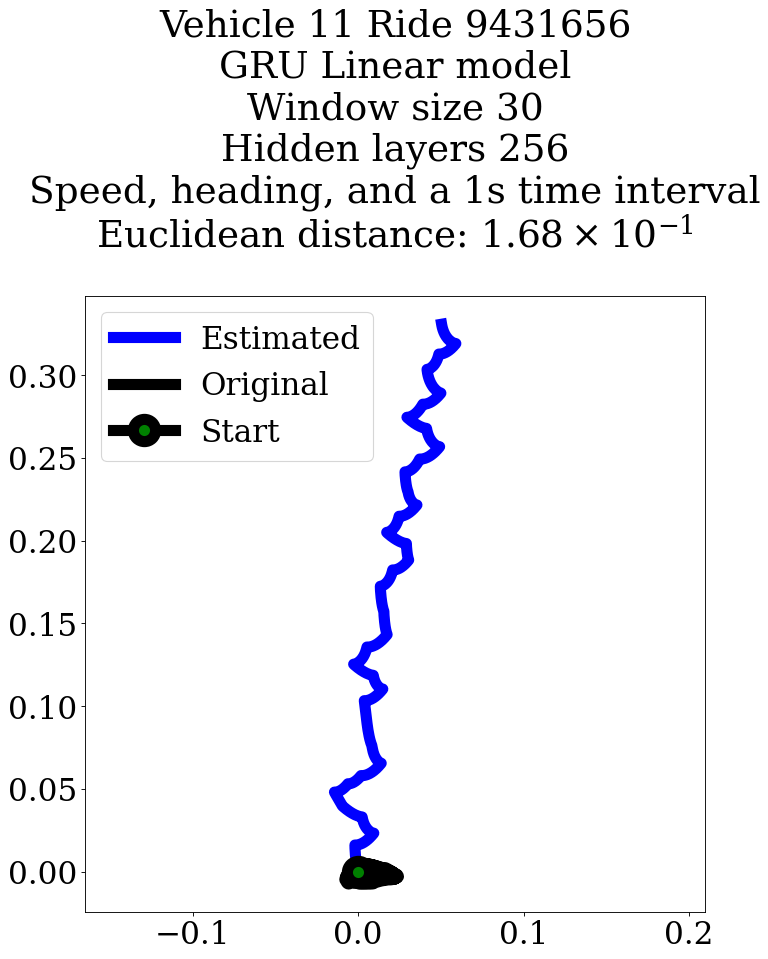 Vehicle 11 Ride 9431656
GRU Linear model
Window size 30
Hidden layers 256
Speed, heading, and a 1s time interval
Euclidean distance: 1.68 × 10⁻¹
Estimated
Original
Start
0.30
0.25
0.20
0.15
0.10
0.05
0.00
−0.1 0.0 0.1 0.2